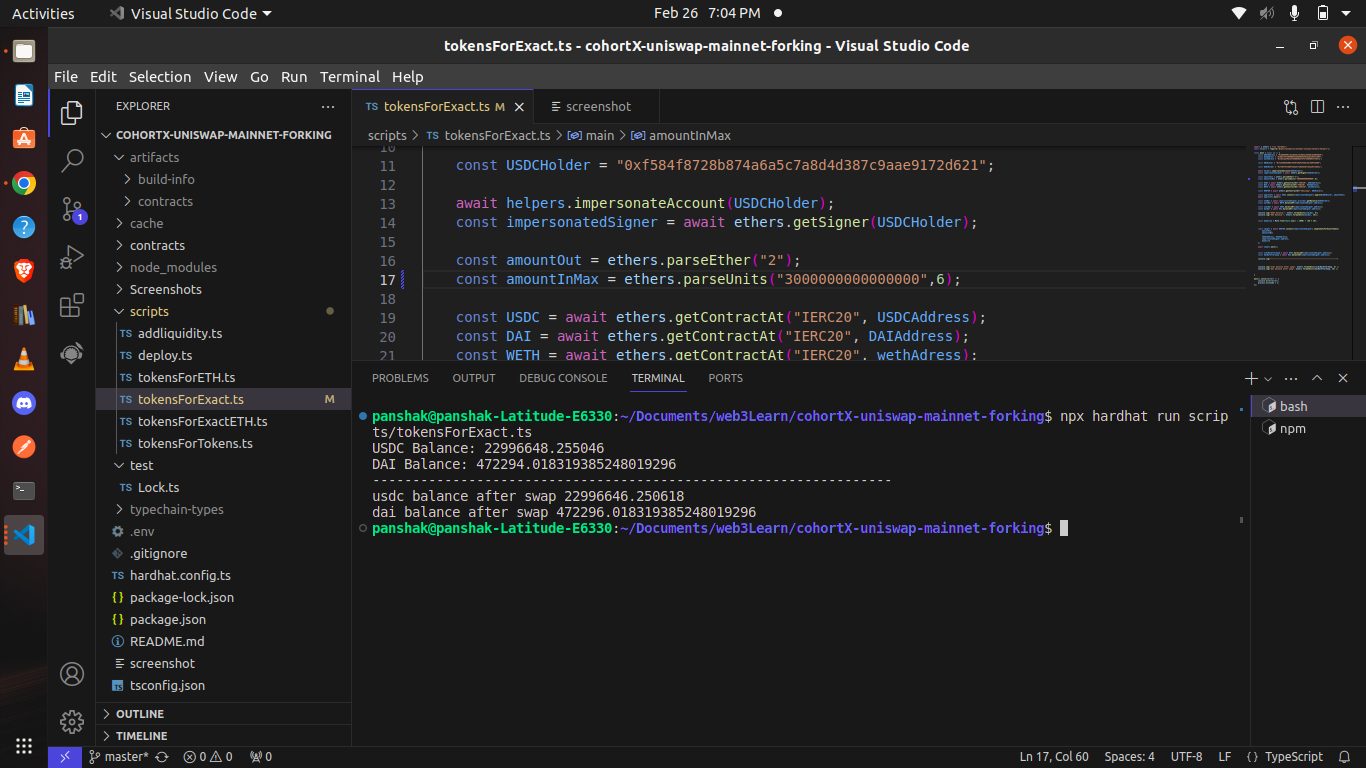 Activities
Visual Studio Code
Feb 26 7:04 PM
tokensForExact.ts - cohortX-uniswap-mainnet-forking - Visual Studio Code
File Edit Selection View Go Run Terminal Help
EXPLORER
COHORTX-UNISWAP-MAINNET-FORKING
artifacts
build-info
contracts
cache
contracts
node_modules
Screenshots
scripts
TS addliquidity.ts
TS deploy.ts
TS tokensForETH.ts
TS tokensForExact.ts M
TS tokensForExactETH.ts
TS tokensForTokens.ts
test
TS Lock.ts
typechain-types
.env
.gitignore
TS hardhat.config.ts
{} package-lock.json
{} package.json
README.md
screenshot
TS tsconfig.json
OUTLINE
TIMELINE
1
TS tokensForExact.ts M
screenshot
scripts > TS tokensForExact.ts > main > amountInMax
10
11 const USDCHolder = "0xf584f8728b874a6a5c7a8d4d387c9aae9172d621";
12
13 await helpers.impersonateAccount(USDCHolder);
14 const impersonatedSigner = await ethers.getSigner(USDCHolder);
15
16 const amountOut = ethers.parseEther("2");
17 const amountInMax = ethers.parseUnits("3000000000000000",6);
18
19 const USDC = await ethers.getContractAt("IERC20", USDCAddress);
20 const DAI = await ethers.getContractAt("IERC20", DAIAddress);
21 const WETH = await ethers.getContractAt("IERC20", wethAdress);
PROBLEMS OUTPUT DEBUG CONSOLE TERMINAL PORTS
panshak@panshak-Latitude-E6330:~/Documents/web3Learn/cohortX-uniswap-mainnet-forking$ npx hardhat run scrip
ts/tokensForExact.ts
USDC Balance: 22996648.255046
DAI Balance: 472294.018319385248019296
-----------------------------------------------------------------
usdc balance after swap 22996646.250618
dai balance after swap 472296.018319385248019296
panshak@panshak-Latitude-E6330:~/Documents/web3Learn/cohortX-uniswap-mainnet-forking$
bash
npm
master* 0 0 0
Ln 17, Col 60 Spaces: 4 UTF-8 LF {} TypeScript